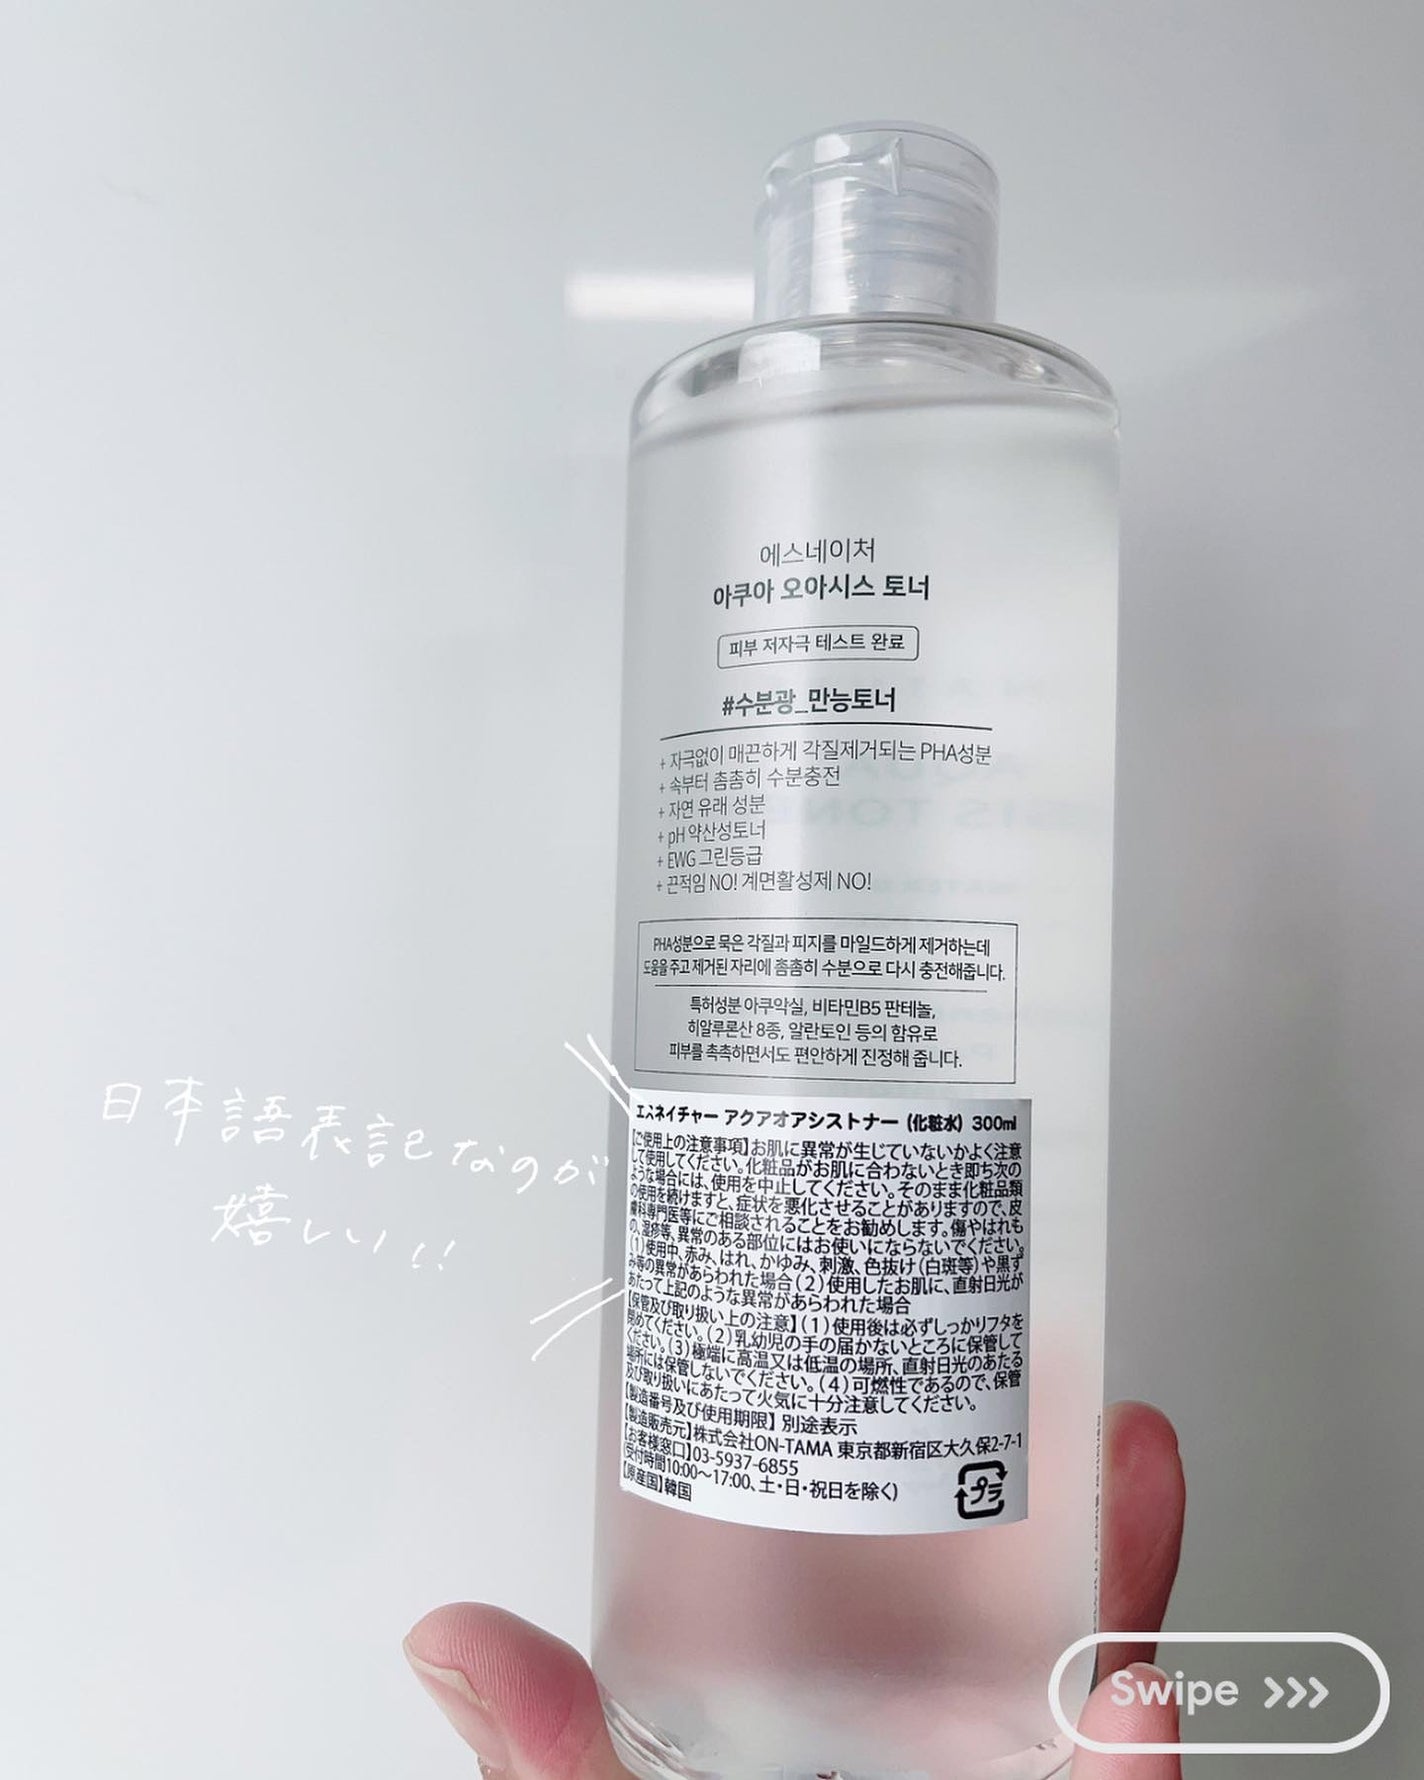 에스네이처
아쿠아 오아시스 토너
피부 저자극 테스트 완료
#수분광_만능토너
+ 자극없이 매끈하게 각질제거되는 PHA성분
+ 속부터 촘촘히 수분충전
+ 자연 유래 성분
+ pH 약산성토너
+ EWG 그린등급
+ 끈적임 NO! 계면활성제 NO!
PHA성분으로 묵은 각질과 피지를 마일드하게 제거하는데
도움을 주고 제거된 자리에 촘촘히 수분으로 다시 충전해줍니다.
특허성분 아쿠악실, 비타민B5 판테놀,
히알루론산 8종, 알란토인 등의 함유로
피부를 촉촉하면서도 편안하게 진정해 줍니다.
日本語表記なのが
嬉しい!!
エスネイチャー アクアオアシストナー (化粧水) 300ml
【ご使用上の注意事項】お肌に異常が生じていないかよく注意
して使用してください。化粧品がお肌に合わないとき即ち次の
ような場合には、使用を中止してください。そのまま化粧品類
の使用を続けますと、症状を悪化させることがありますので、皮
膚科専門医等にご相談されることをお勧めします。傷やはれも
の、湿疹等、異常のある部位にはお使いにならないでください。
(1)使用中、赤み、はれ、かゆみ、刺激、色抜け(白斑等)や黒ず
み等の異常があらわれた場合(2)使用したお肌に、直射日光が
あたって上記のような異常があらわれた場合
【保管及び取り扱い上の注意】(1)使用後は必ずしっかりフタを
閉めてください。(2)乳幼児の手の届かないところに保管して
ください。(3)極端に高温又は低温の場所、直射日光のあたる
場所には保管しないでください。(4)可燃性であるので、保管
及び取り扱いにあたって火気に十分注意してください。
【製造番号及び使用期限】別途表示
【製造販売元】株式会社ON-TAMA 東京都新宿区大久保2-7-1
【お客様窓口】03-5937-6855
(受付時間10:00～17:00、土・日・祝日を除く)
【原産国】韓国
プラ
Swipe >>>